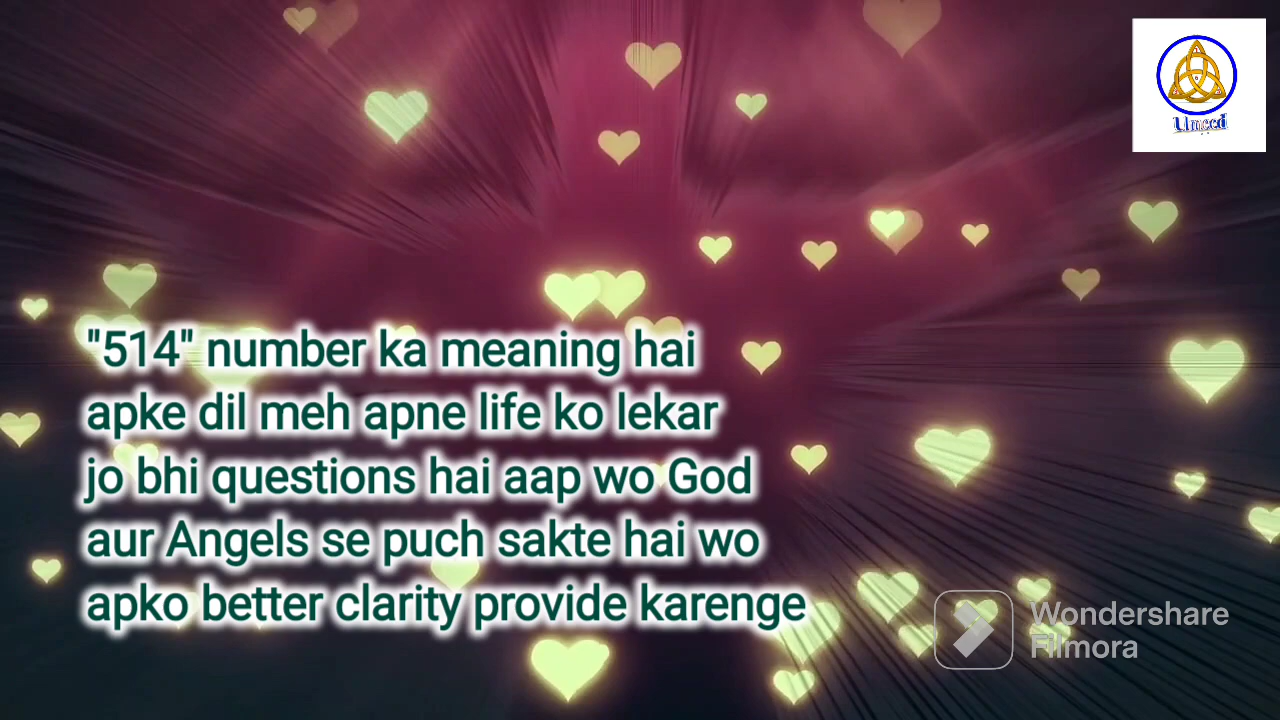 Umeed
"514" number ka meaning hai
apke dil meh apne life ko lekar
jo bhi questions hai aap wo God
aur Angels se puch sakte hai wo
apko better clarity provide karenge
Wondershare
Filmora